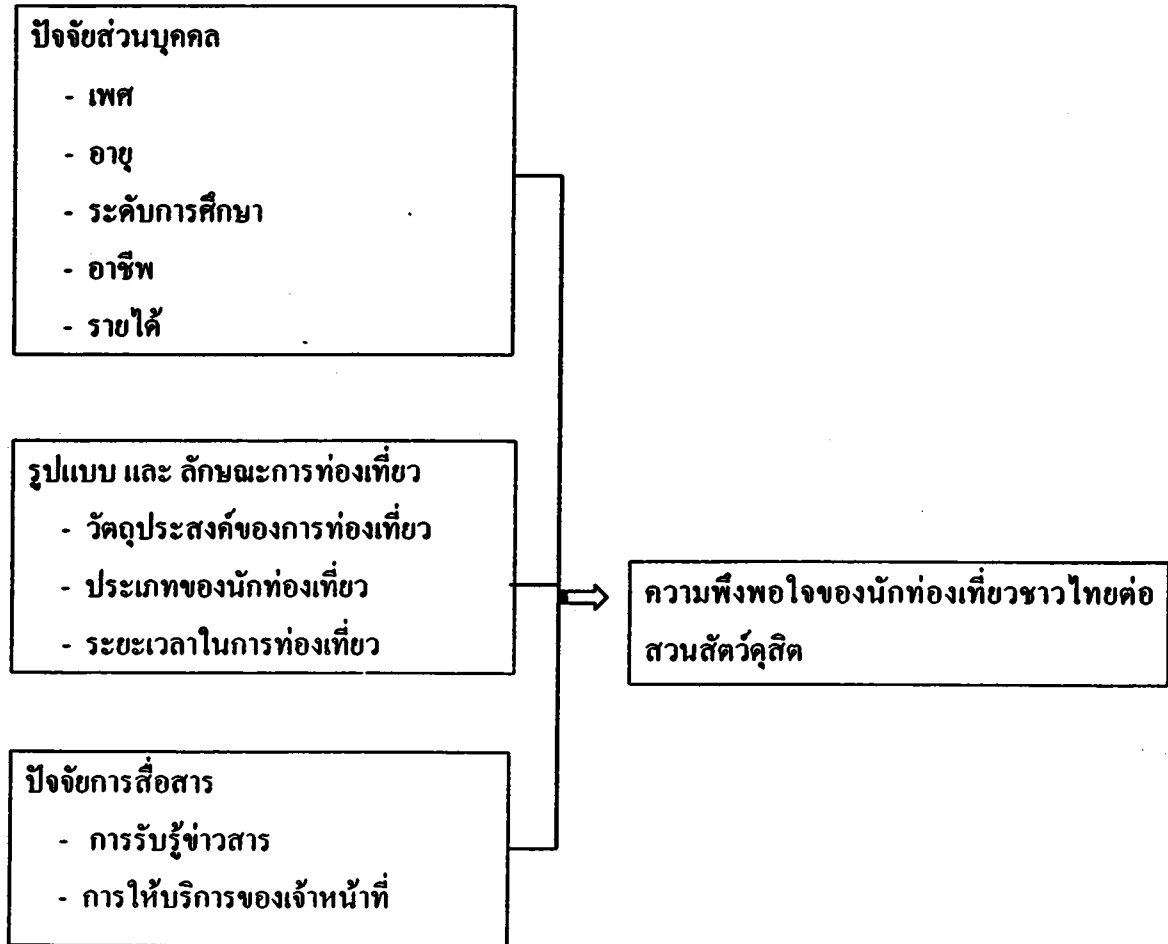 ปัจจัยส่วนบุคคล
- เพศ
- อายุ
- ระดับการศึกษา
- อาชีพ
- รายได้
รูปแบบ และ ลักษณะการท่องเที่ยว
- วัตถุประสงค์ของการท่องเที่ยว
- ประเภทของนักท่องเที่ยว
- ระยะเวลาในการท่องเที่ยว
ความพึงพอใจของนักท่องเที่ยวชาวไทยต่อ
สวนสัตว์ดุสิต
ปัจจัยการสื่อสาร
- การรับรู้ข่าวสาร
- การให้บริการของเจ้าหน้าที่